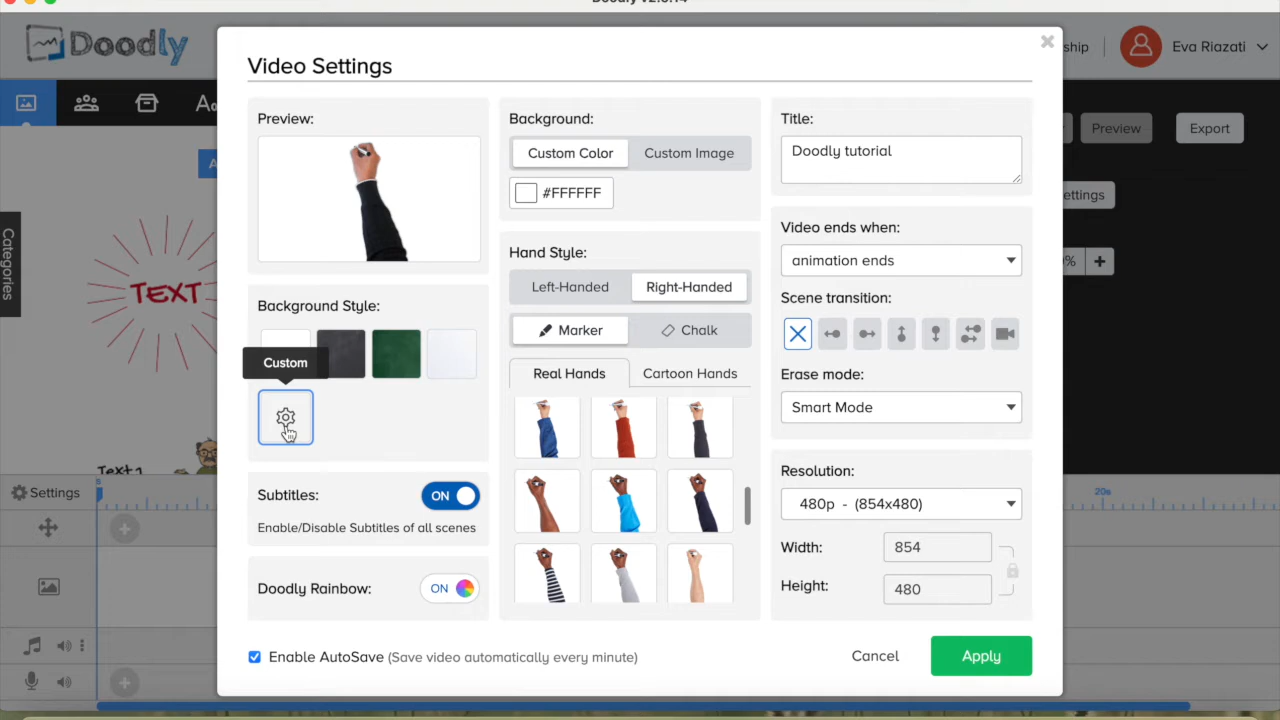 Doodly
ship
Eva Riazati
Preview
Export
ettings
%
Categories
TEXT
Text 1
Video Settings
Preview:
Background Style:
Custom
Subtitles:
ON
Enable/Disable Subtitles of all scenes
Doodly Rainbow:
ON
Background:
Custom Color
Custom Image
#FFFFFF
Hand Style:
Left-Handed
Right-Handed
Marker
Chalk
Real Hands
Cartoon Hands
Title:
Doodly tutorial
Video ends when:
animation ends
Scene transition:
Erase mode:
Smart Mode
Resolution:
480p - (854x480)
Width:
854
Height:
480
Enable AutoSave (Save video automatically every minute)
Cancel
Apply
Settings
20s